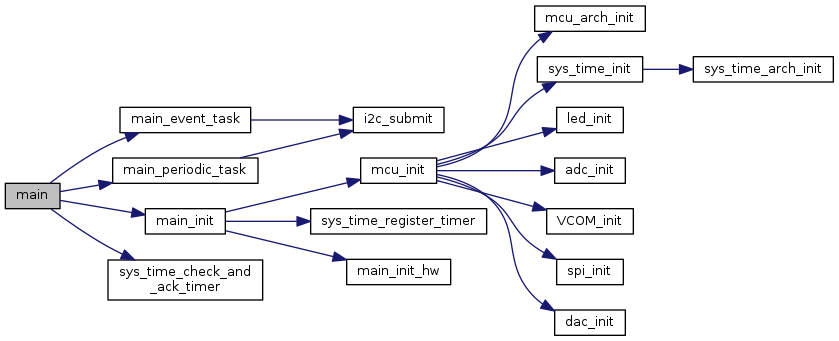 mcu_arch_init
sys_time_init
sys_time_arch_init
main_event_task
i2c_submit
led_init
main_periodic_task
mcu_init
adc_init
main
main_init
sys_time_register_timer
VCOM_init
sys_time_check_and
_ack_timer
main_init_hw
spi_init
dac_init